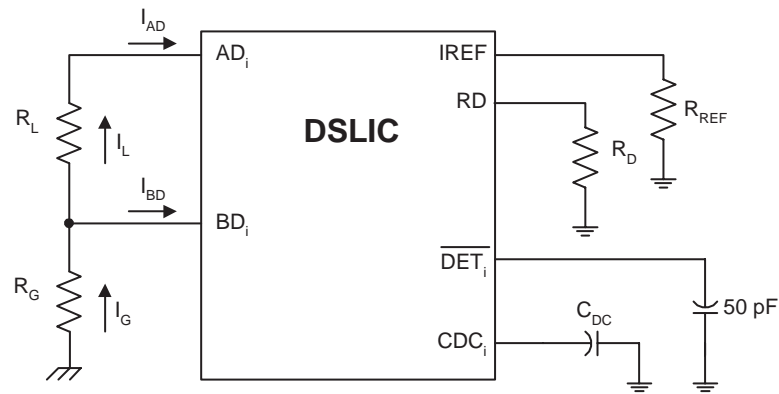 I_AD
AD_i
IREF
RD
R_L
I_L
DSLIC
R_D
R_REF
I_BD
BD_i
R_G
I_G
DET_i
50 pF
C_DC
CDC_i